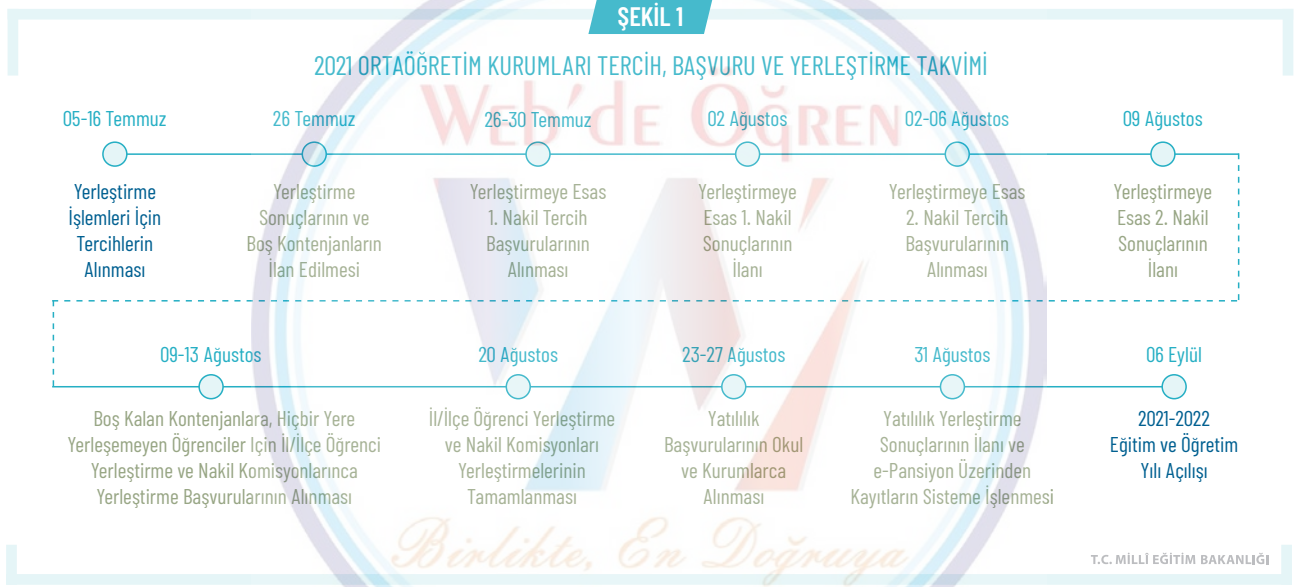 ŞEKİL 1
2021 ORTAÖĞRETİM KURUMLARI TERCİH, BAŞVURU VE YERLEŞTİRME TAKVİMİ
Web'de Öğren
05-16 Temmuz
Yerleştirme
İşlemleri İçin
Tercihlerin
Alınması
26 Temmuz
Yerleştirme
Sonuçlarının ve
Boş Kontenjanların
İlan Edilmesi
26-30 Temmuz
Yerleştirmeye Esas
1. Nakil Tercih
Başvurularının
Alınması
02 Ağustos
Yerleştirmeye
Esas 1. Nakil
Sonuçlarının
İlanı
02-06 Ağustos
Yerleştirmeye Esas
2. Nakil Tercih
Başvurularının
Alınması
09 Ağustos
Yerleştirmeye
Esas 2. Nakil
Sonuçlarının
İlanı
09-13 Ağustos
Boş Kalan Kontenjanlara, Hiçbir Yere
Yerleşemeyen Öğrenciler Için İl/İlçe Öğrenci
Yerleştirme ve Nakil Komisyonlarınca
Yerleştirme Başvurularının Alınması
20 Ağustos
İl/İlçe Öğrenci Yerleştirme
ve Nakil Komisyonları
Yerleştirmelerinin
Tamamlanması
23-27 Ağustos
Yatılılık
Başvurularının Okul
ve Kurumlarca
Alınması
31 Ağustos
Yatılılık Yerleştirme
Sonuçlarının İlanı ve
e-Pansiyon Üzerinden
Kayıtların Sisteme İşlenmesi
06 Eylül
2021-2022
Eğitim ve Öğretim
Yılı Açılışı
Birlikte, En Doğruya
T.C. MİLLÎ EĞİTİM BAKANLIĞI